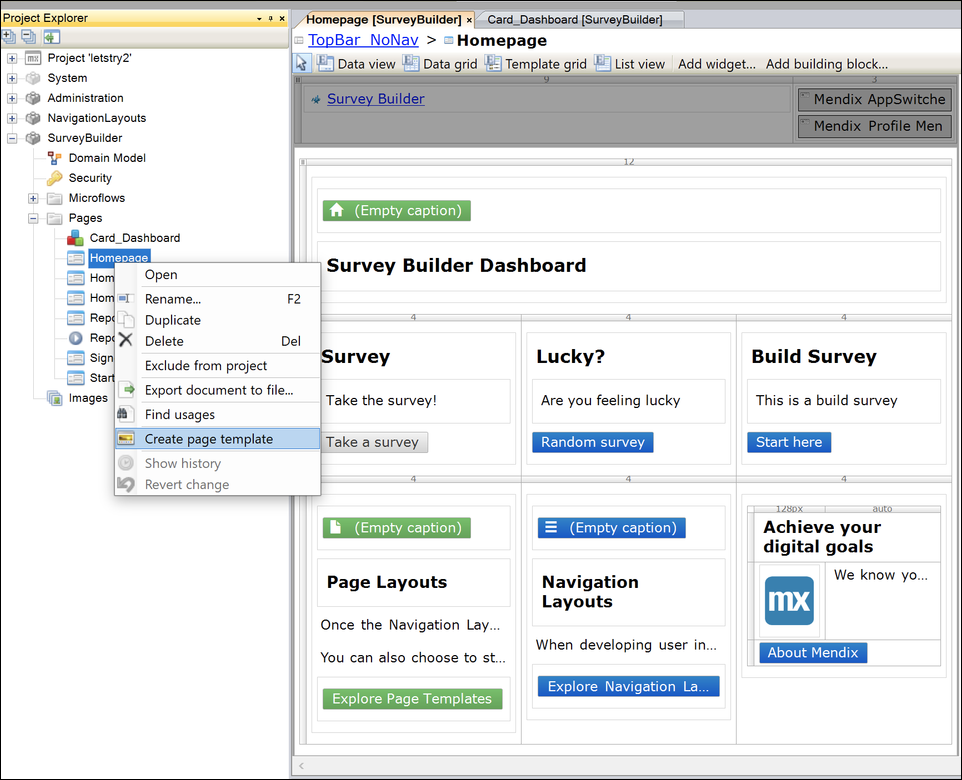 Project Explorer
Project 'letstry2'
System
Administration
NavigationLayouts
SurveyBuilder
Domain Model
Security
Microflows
Pages
Card_Dashboard
Homepage
Hom
Hom
Repo
Repo
Sign
Start
Images
Open
Rename... F2
Duplicate
Delete Del
Exclude from project
Export document to file...
Find usages
Create page template
Show history
Revert change
Homepage [SurveyBuilder] × Card_Dashboard [SurveyBuilder]
TopBar_NoNav > Homepage
Data view Data grid Template grid List view Add widget... Add building block...
9 3
Survey Builder
Mendix AppSwitche
Mendix Profile Men
12
(Empty caption)
Survey Builder Dashboard
4 4 4
Survey Lucky? Build Survey
Take the survey! Are you feeling lucky This is a build survey
Take a survey Random survey Start here
4 4 4
(Empty caption)
Page Layouts
Once the Navigation Lay...
You can also choose to st...
Explore Page Templates
(Empty caption)
Navigation
Layouts
When developing user in...
Explore Navigation La...
128px auto
Achieve your
digital goals
mx
We know yo...
About Mendix